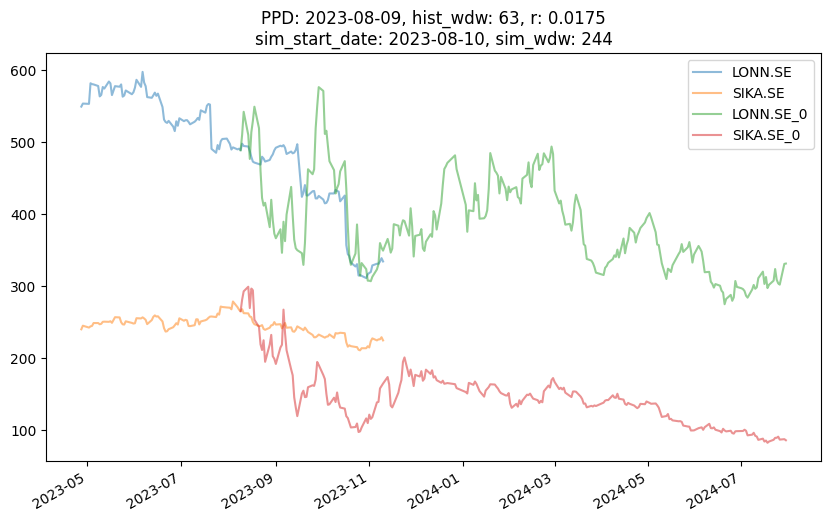 PPD: 2023-08-09, hist_wdw: 63, r: 0.0175
sim_start_date: 2023-08-10, sim_wdw: 244
LONN.SE
SIKA.SE
LONN.SE_0
SIKA.SE_0
600
500
400
300
200
100
2023-05
2023-07
2023-09
2023-11
2024-01
2024-03
2024-05
2024-07